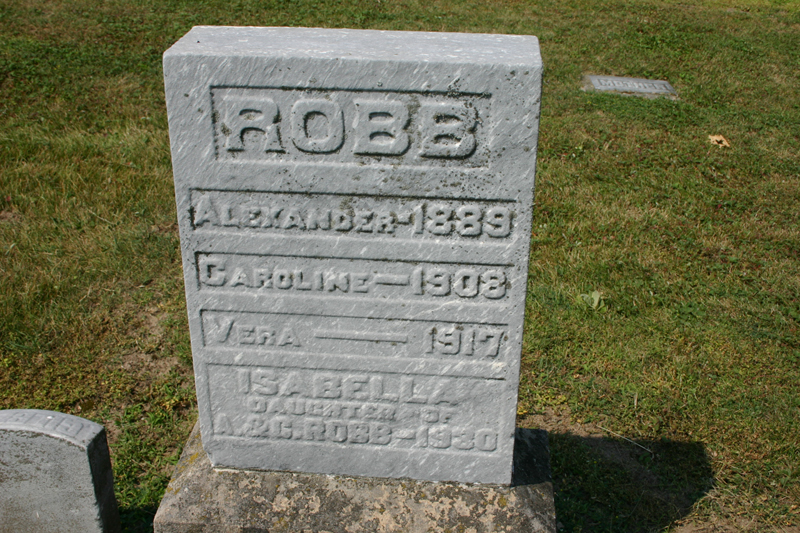 ROBB
ALEXANDER-1889
CAROLINE—1908
VERA — 1917
ISABELLA
DAUGHTER OF
A.& C. ROBB-1930